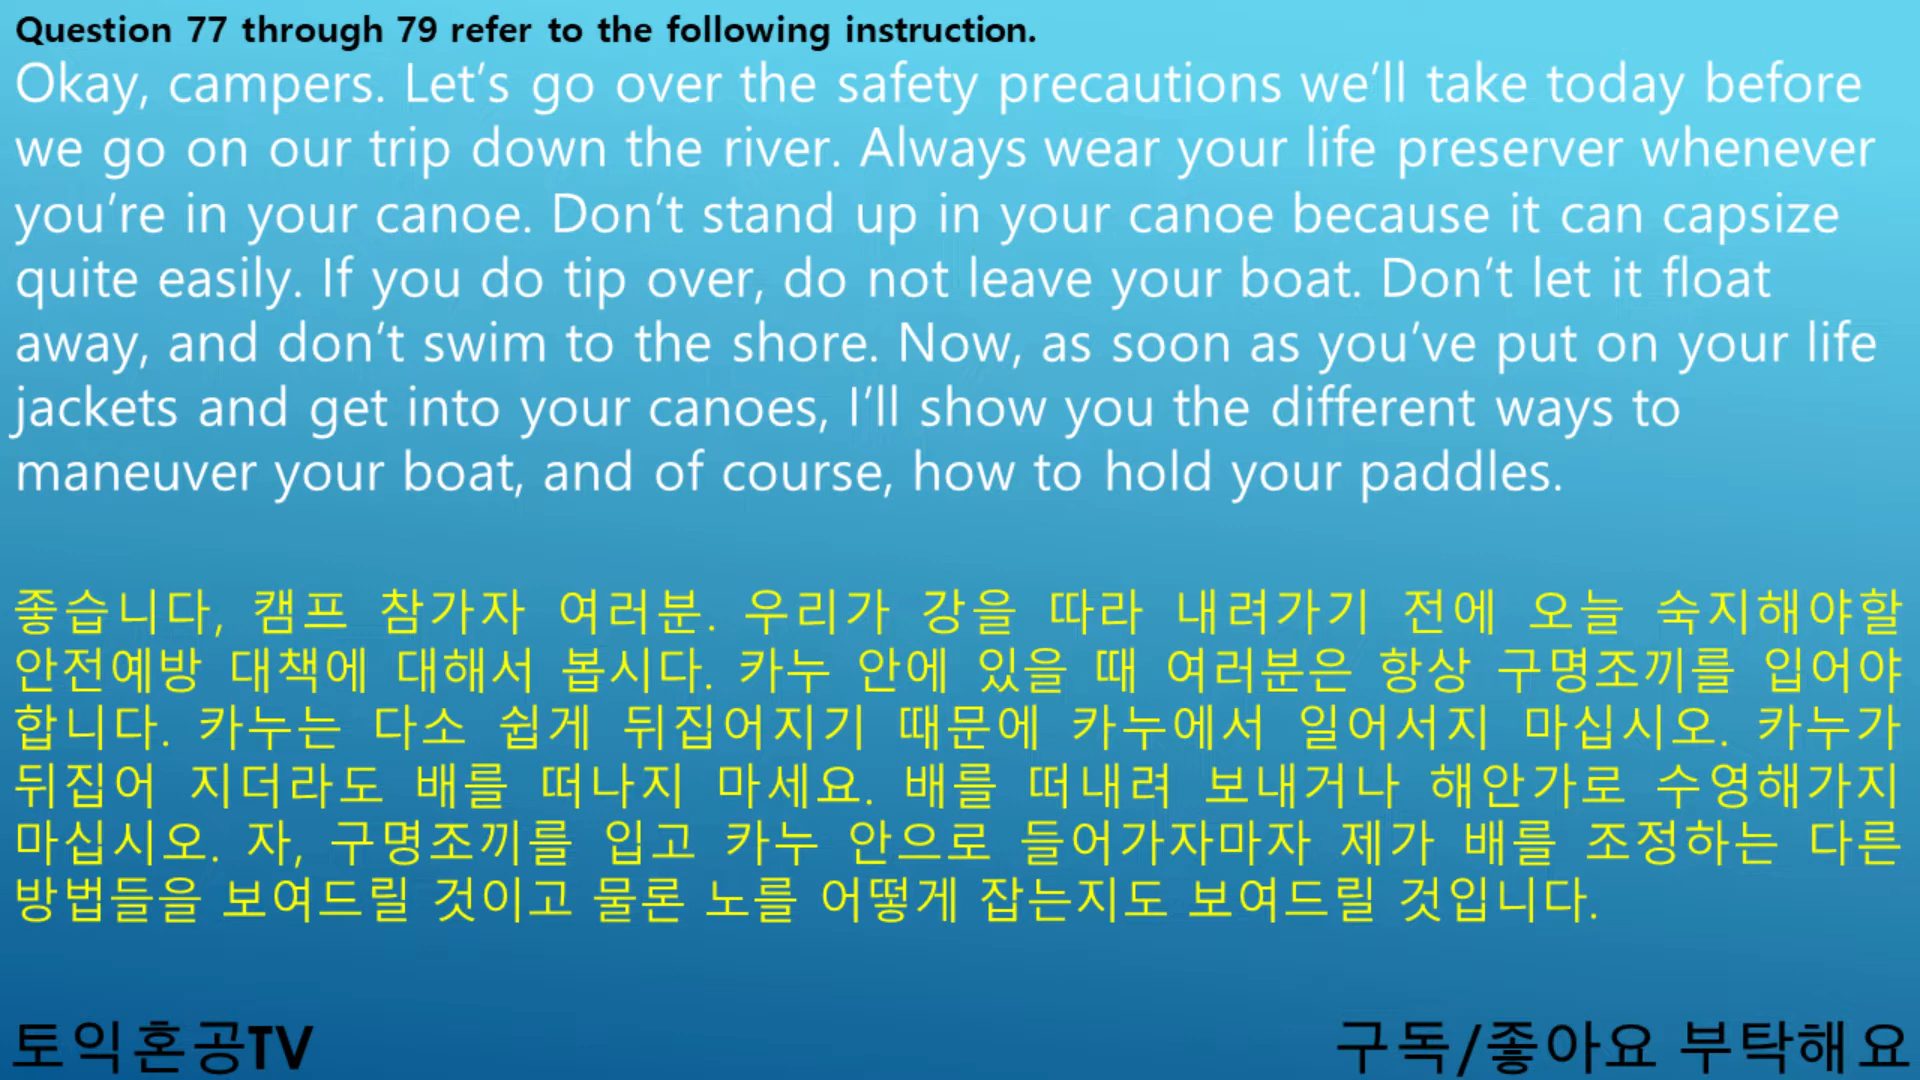 Question 77 through 79 refer to the following instruction.
Okay, campers. Let’s go over the safety precautions we’ll take today before
we go on our trip down the river. Always wear your life preserver whenever
you’re in your canoe. Don’t stand up in your canoe because it can capsize
quite easily. If you do tip over, do not leave your boat. Don’t let it float
away, and don’t swim to the shore. Now, as soon as you’ve put on your life
jackets and get into your canoes, I’ll show you the different ways to
maneuver your boat, and of course, how to hold your paddles.
좋습니다, 캠프 참가자 여러분. 우리가 강을 따라 내려가기 전에 오늘 숙지해야할
안전예방 대책에 대해서 봅시다. 카누 안에 있을 때 여러분은 항상 구명조끼를 입어야
합니다. 카누는 다소 쉽게 뒤집어지기 때문에 카누에서 일어서지 마십시오. 카누가
뒤집어 지더라도 배를 떠나지 마세요. 배를 떠내려 보내거나 해안가로 수영해가지
마십시오. 자, 구명조끼를 입고 카누 안으로 들어가자마자 제가 배를 조정하는 다른
방법들을 보여드릴 것이고 물론 노를 어떻게 잡는지도 보여드릴 것입니다.
토익혼공TV
구독/좋아요 부탁해요